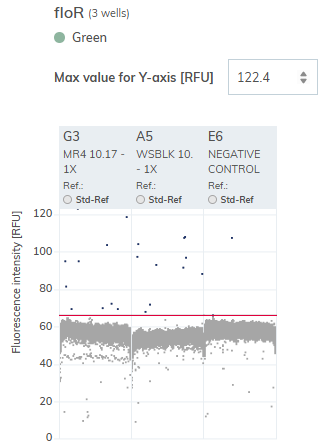 floR (3 wells)
Green
Max value for Y-axis [RFU] 122.4
G3 A5 E6
MR4 10.17 - WSBLK 10. NEGATIVE
1X - 1X CONTROL
Ref.: Ref.: Ref.:
Std-Ref Std-Ref Std-Ref
Fluorescence intensity [RFU]
120
100
80
60
40
20
0